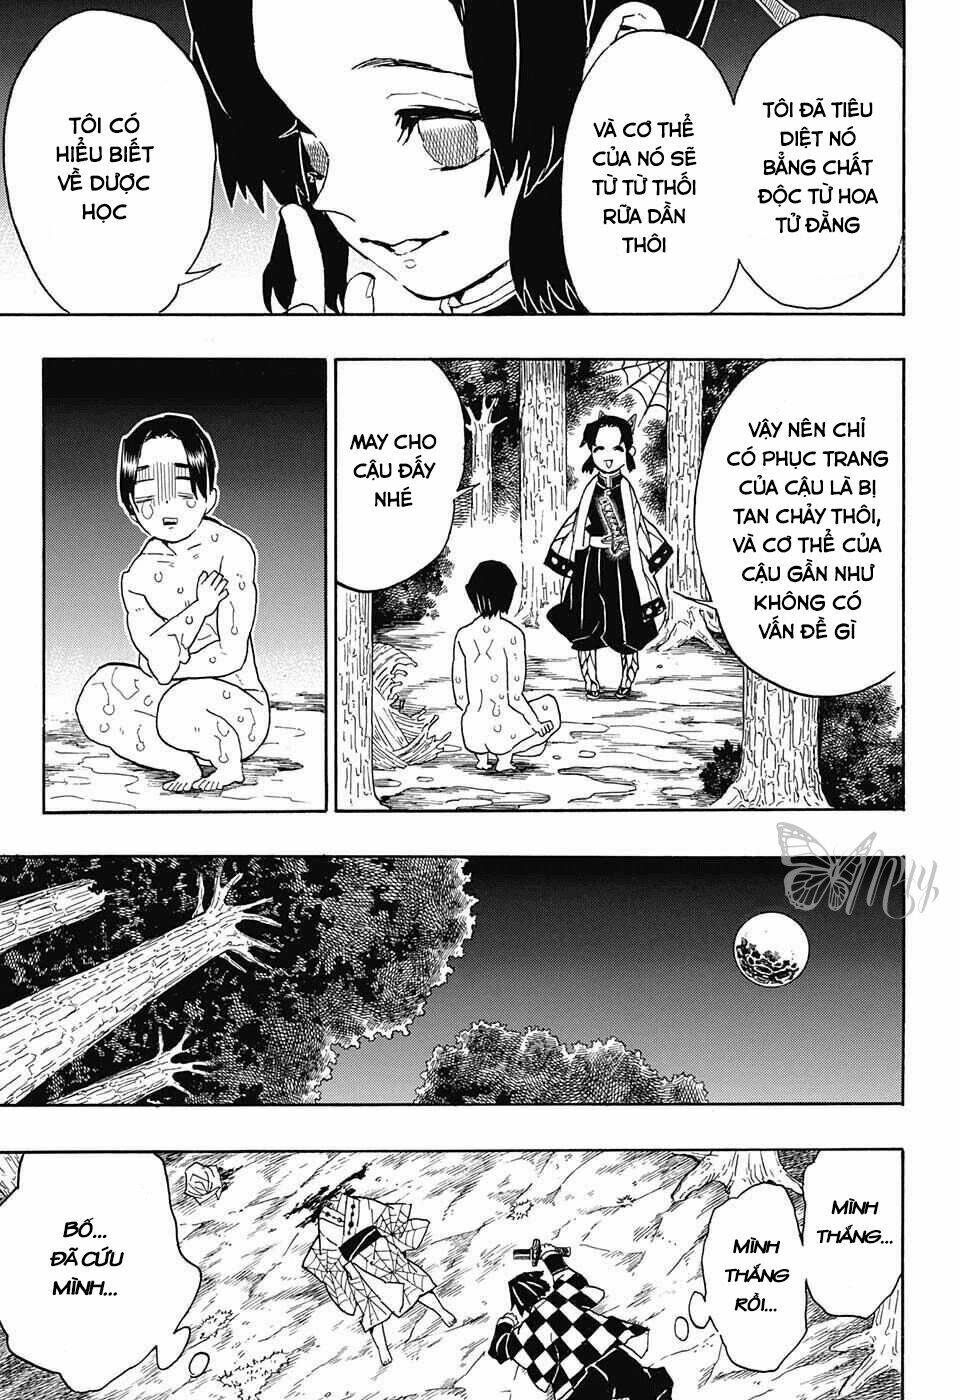 TÔI ĐÃ TIÊU
DIỆT NÓ
BẰNG CHẤT
ĐỘC TỪ HOA
TỬ ĐẰNG
VÀ CƠ THỂ
CỦA NÓ SẼ
TỪ TỪ THỐI
RỮA DẦN
THÔI
TÔI CÓ
HIỂU BIẾT
VỀ DƯỢC
HỌC
VẬY NÊN CHỈ
CÓ PHỤC TRANG
CỦA CẬU LÀ BỊ
TAN CHẢY THÔI,
VÀ CƠ THỂ CỦA
CẬU GẦN NHƯ
KHÔNG CÓ
VẤN ĐỀ GÌ
MAY CHO
CẬU ĐẤY
NHÉ
MÌNH
THẮNG...
MÌNH
THẮNG
RỒI...
BỐ...
ĐÃ CỨU
MÌNH...